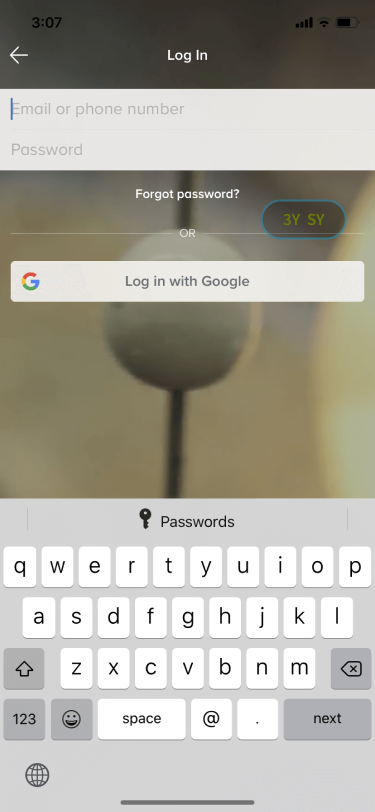 3:07
Log In
Email or phone number
Password
Forgot password?
3Y SY
OR
Log in with Google
Passwords
q w e r t y u i o p
a s d f g h j k l
z x c v b n m
123 space @ . next